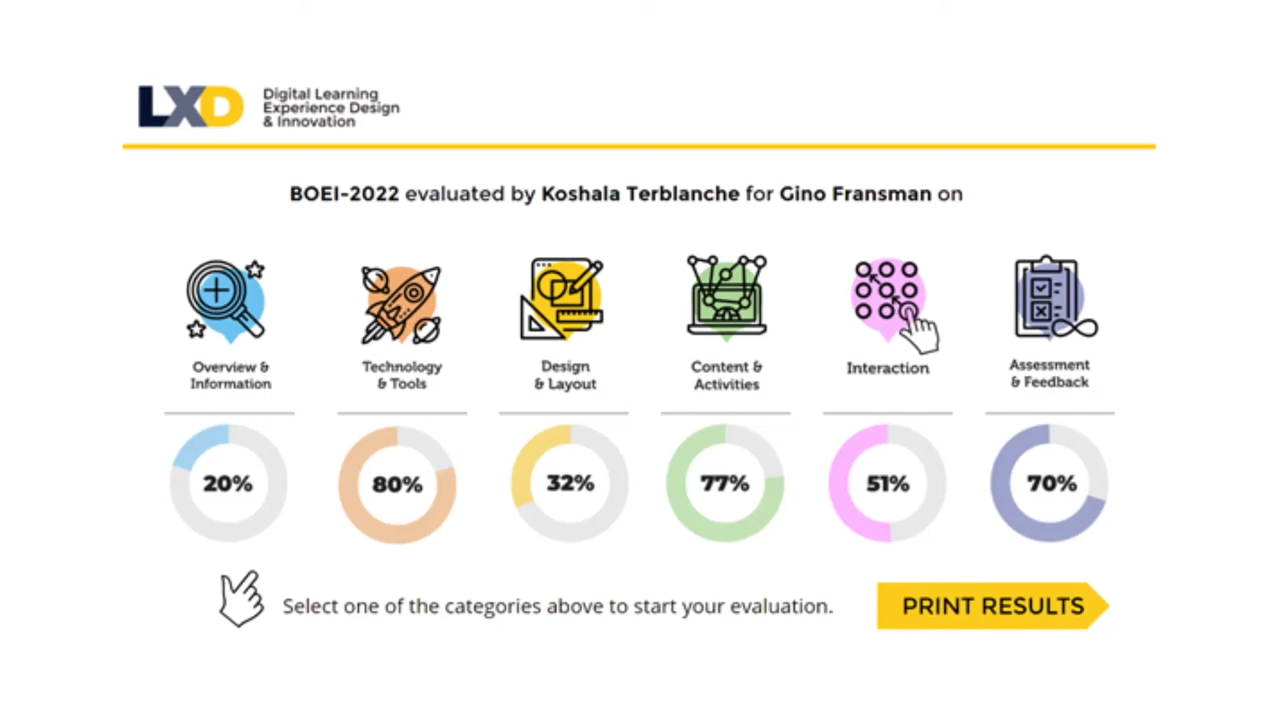 LXD
Digital Learning
Experience Design
& Innovation
BOEI-2022 evaluated by Koshala Terblanche for Gino Fransman on
Overview &
Information
Technology
& Tools
Design
& Layout
Content &
Activities
Interaction
Assessment
& Feedback
20%
80%
32%
77%
51%
70%
Select one of the categories above to start your evaluation.
PRINT RESULTS